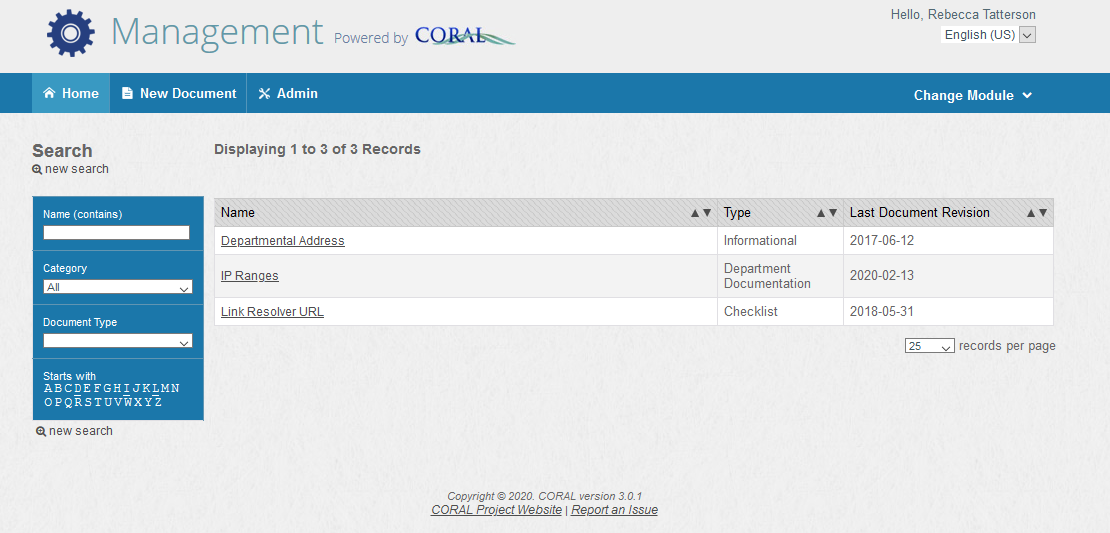 Management Powered by CORAL
Hello, Rebecca Tatterson
English (US)
Home New Document Admin Change Module
Search
new search
Displaying 1 to 3 of 3 Records
Name (contains)
Category
All
Document Type
Starts with
A B C D E F G H I J K L M N
O P Q R S T U V W X Y Z
new search
Name Type Last Document Revision
Departmental Address Informational 2017-06-12
IP Ranges Department Documentation 2020-02-13
Link Resolver URL Checklist 2018-05-31
25 records per page
Copyright © 2020. CORAL version 3.0.1
CORAL Project Website | Report an Issue